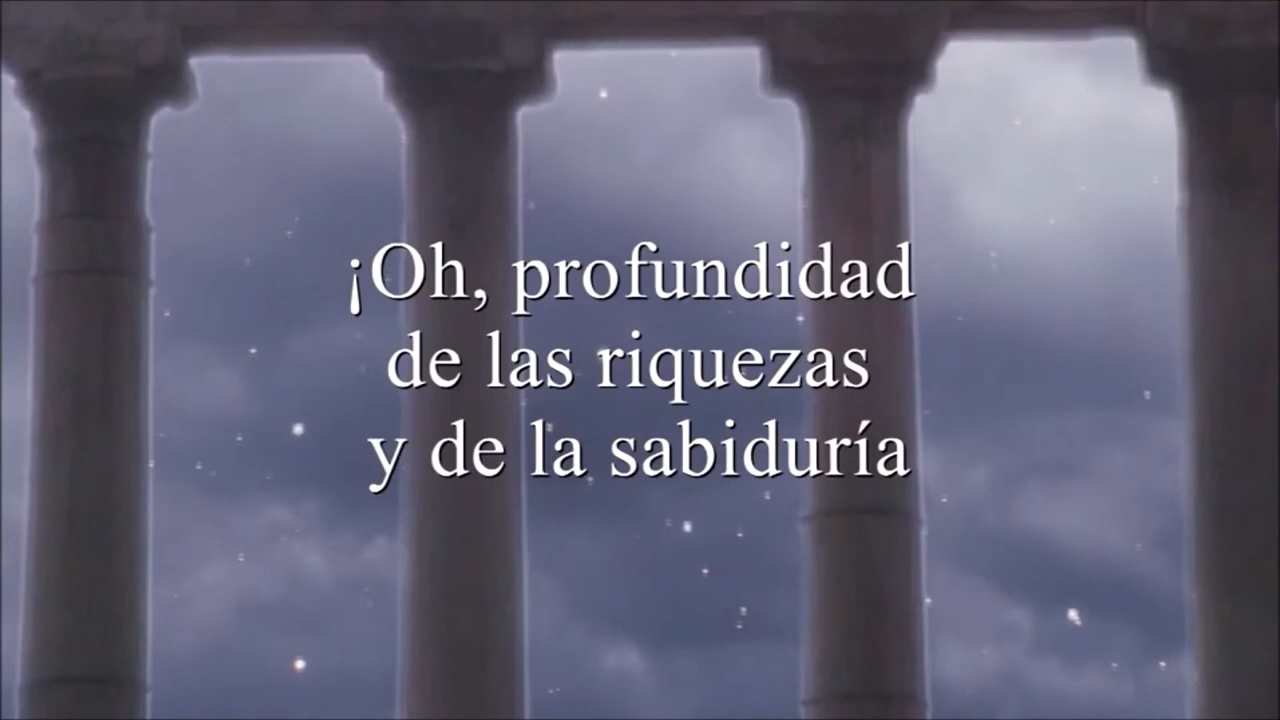 ¡Oh, profundidad
de las riquezas
y de la sabiduría